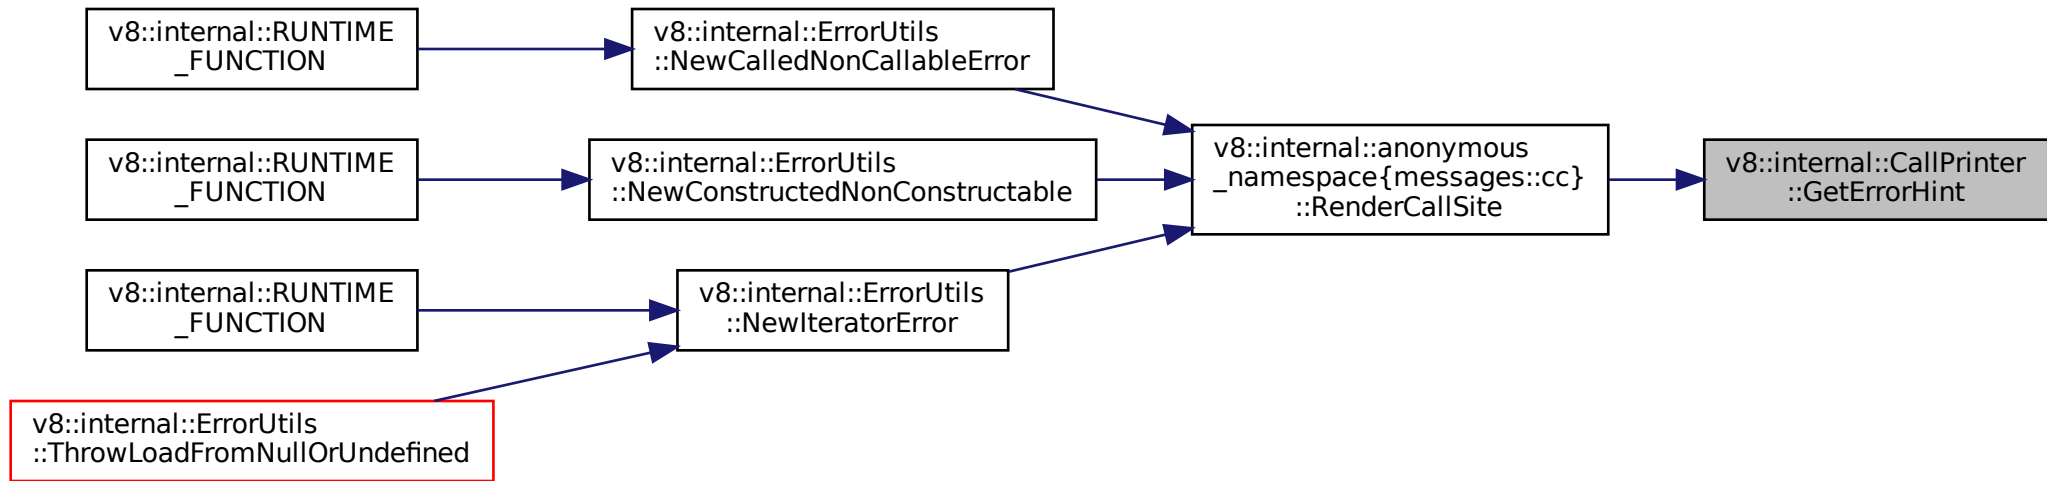 v8::internal::RUNTIME
_FUNCTION
v8::internal::ErrorUtils
::NewCalledNonCallableError
v8::internal::RUNTIME
_FUNCTION
v8::internal::ErrorUtils
::NewConstructedNonConstructable
v8::internal::anonymous
_namespace{messages::cc}
::RenderCallSite
v8::internal::CallPrinter
::GetErrorHint
v8::internal::RUNTIME
_FUNCTION
v8::internal::ErrorUtils
::NewIteratorError
v8::internal::ErrorUtils
::ThrowLoadFromNullOrUndefined